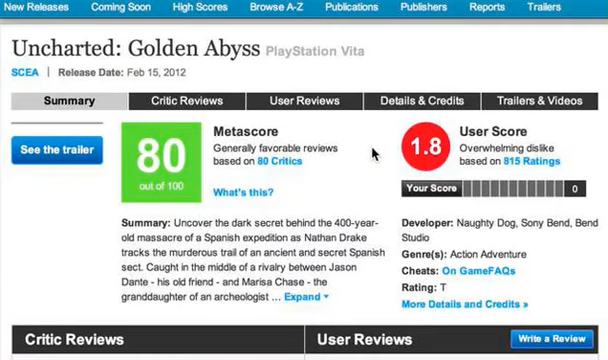 New Releases Coming Soon High Scores Browse A-Z Publications Publishers Reports Trailers
Uncharted: Golden Abyss PlayStation Vita
SCEA | Release Date: Feb 15, 2012
Summary Critic Reviews User Reviews Details & Credits Trailers & Videos
See the trailer
80
out of 100
Metascore
Generally favorable reviews
based on 80 Critics
What's this?
1.8
User Score
Overwhelming dislike
based on 815 Ratings
Your Score 0
Summary: Uncover the dark secret behind the 400-year-
old massacre of a Spanish expedition as Nathan Drake
tracks the murderous trail of an ancient and secret Spanish
sect. Caught in the middle of a rivalry between Jason
Dante - his old friend - and Marisa Chase - the
granddaughter of an archeologist ... Expand
Developer: Naughty Dog, Sony Bend, Bend
Studio
Genre(s): Action Adventure
Cheats: On GameFAQs
Rating: T
More Details and Credits »
Critic Reviews
User Reviews
Write a Review